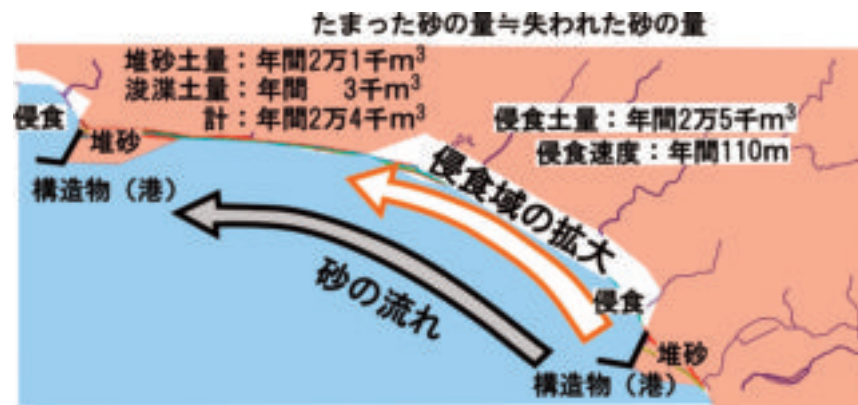 たまった砂の量≒失われた砂の量
堆砂土量：年間2万1千m³
浚渫土量：年間　3千m³
計：年間2万4千m³
侵食土量：年間2万5千m³
侵食速度：年間110m
侵食
堆砂
構造物（港）
侵食域の拡大
砂の流れ
侵食
堆砂
構造物（港）